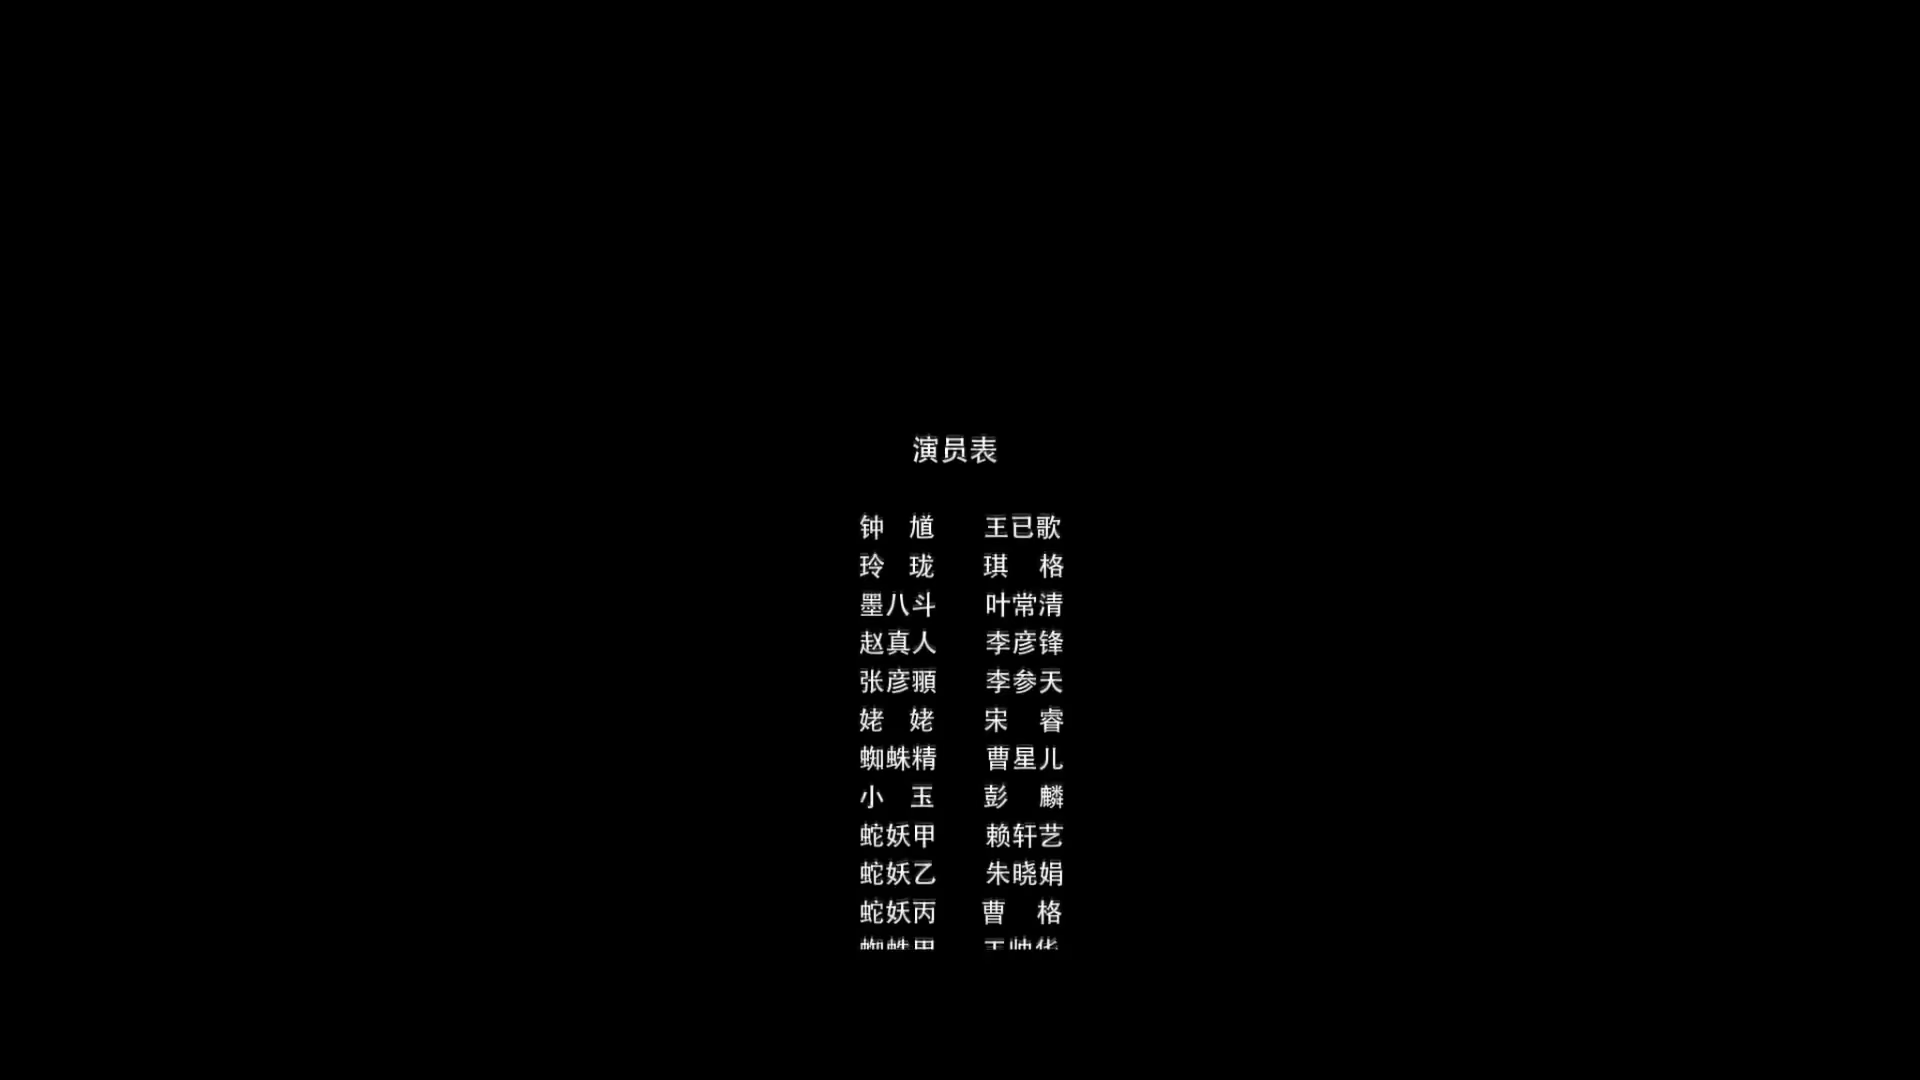 演员表
钟 馗 王已歌
玲 珑 琪 格
墨八斗 叶常清
赵真人 李彦锋
张彦頨 李参天
姥 姥 宋 睿
蜘蛛精 曹星儿
小 玉 彭 麟
蛇妖甲 赖轩艺
蛇妖乙 朱晓娟
蛇妖丙 曹 格